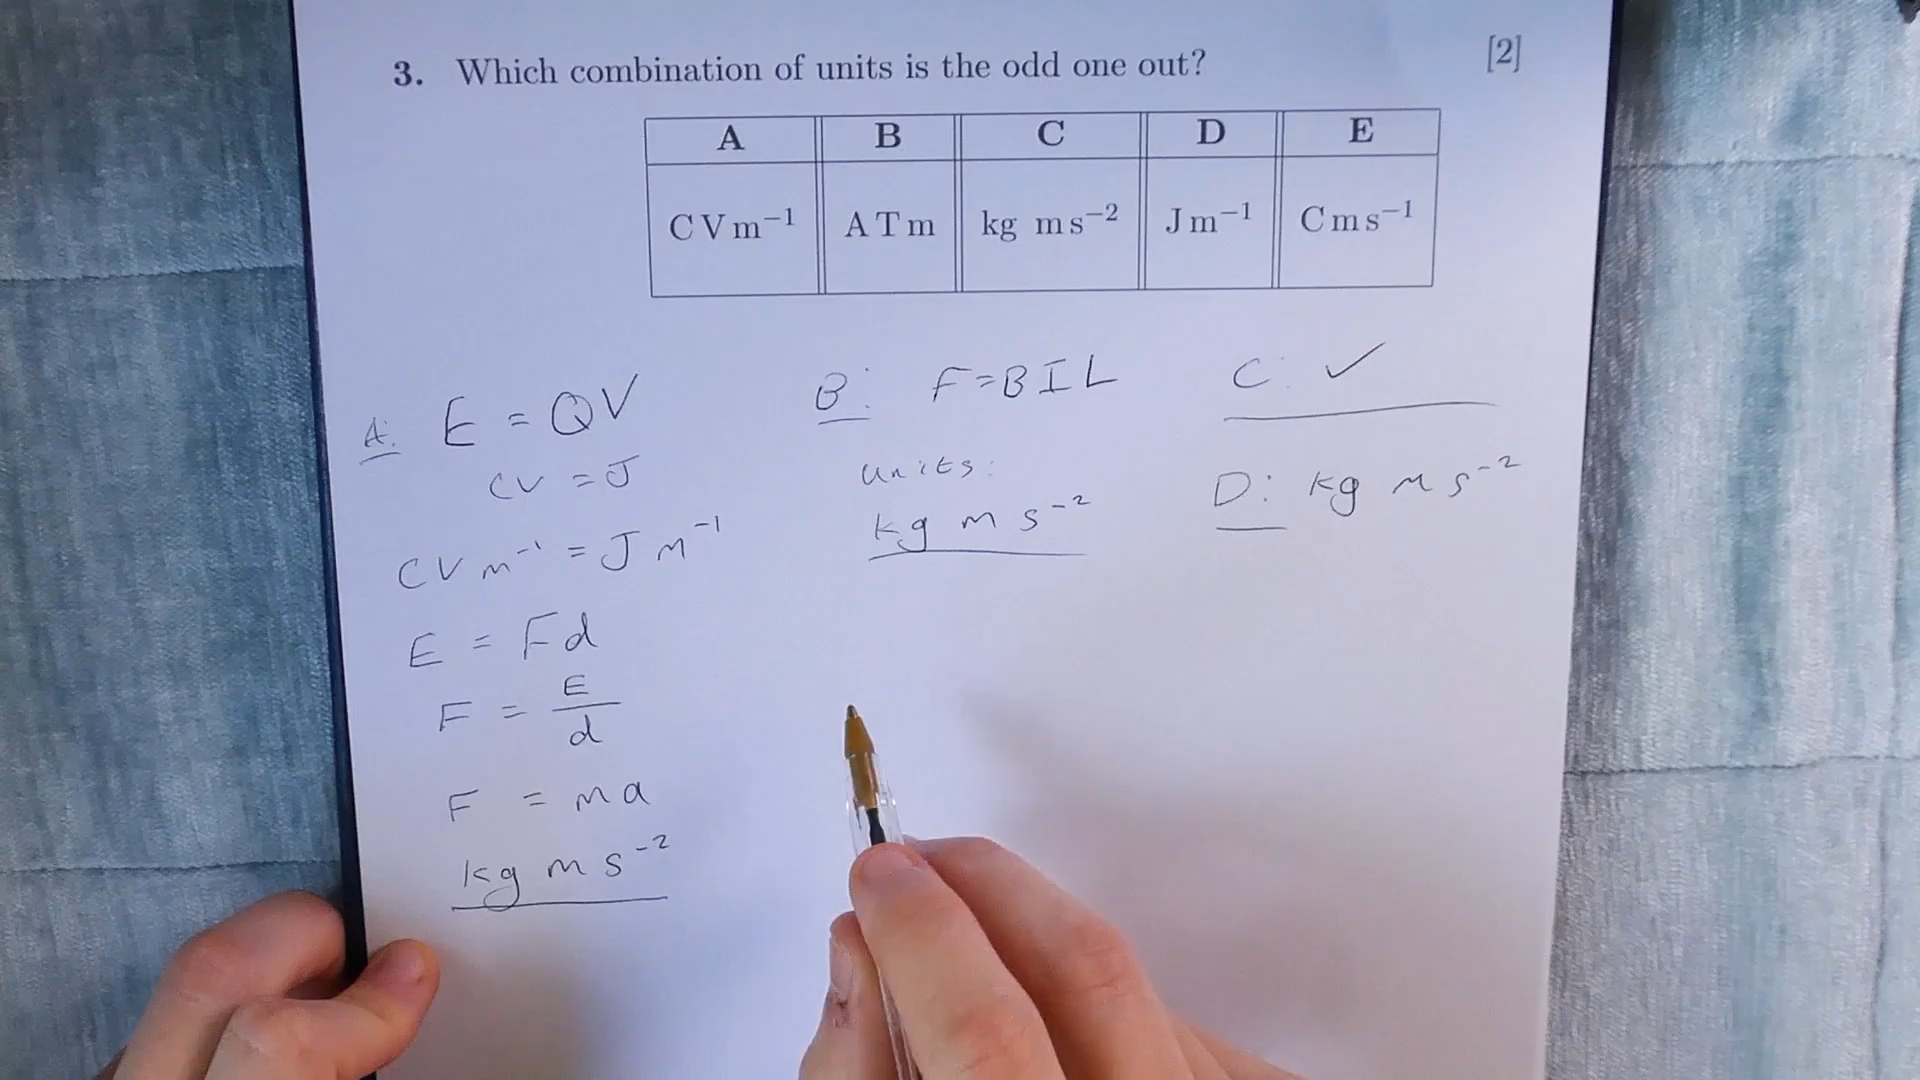 3. Which combination of units is the odd one out? [2]
A B C D E
C V m⁻¹ A T m kg m s⁻² J m⁻¹ C m s⁻¹
A: E = QV
CV = J
CV m⁻¹ = J m⁻¹
E = Fd
F = E/d
F = ma
kg m s⁻²
B: F=BIL
units:
kg m s⁻²
C: ✓
D: kg m s⁻²